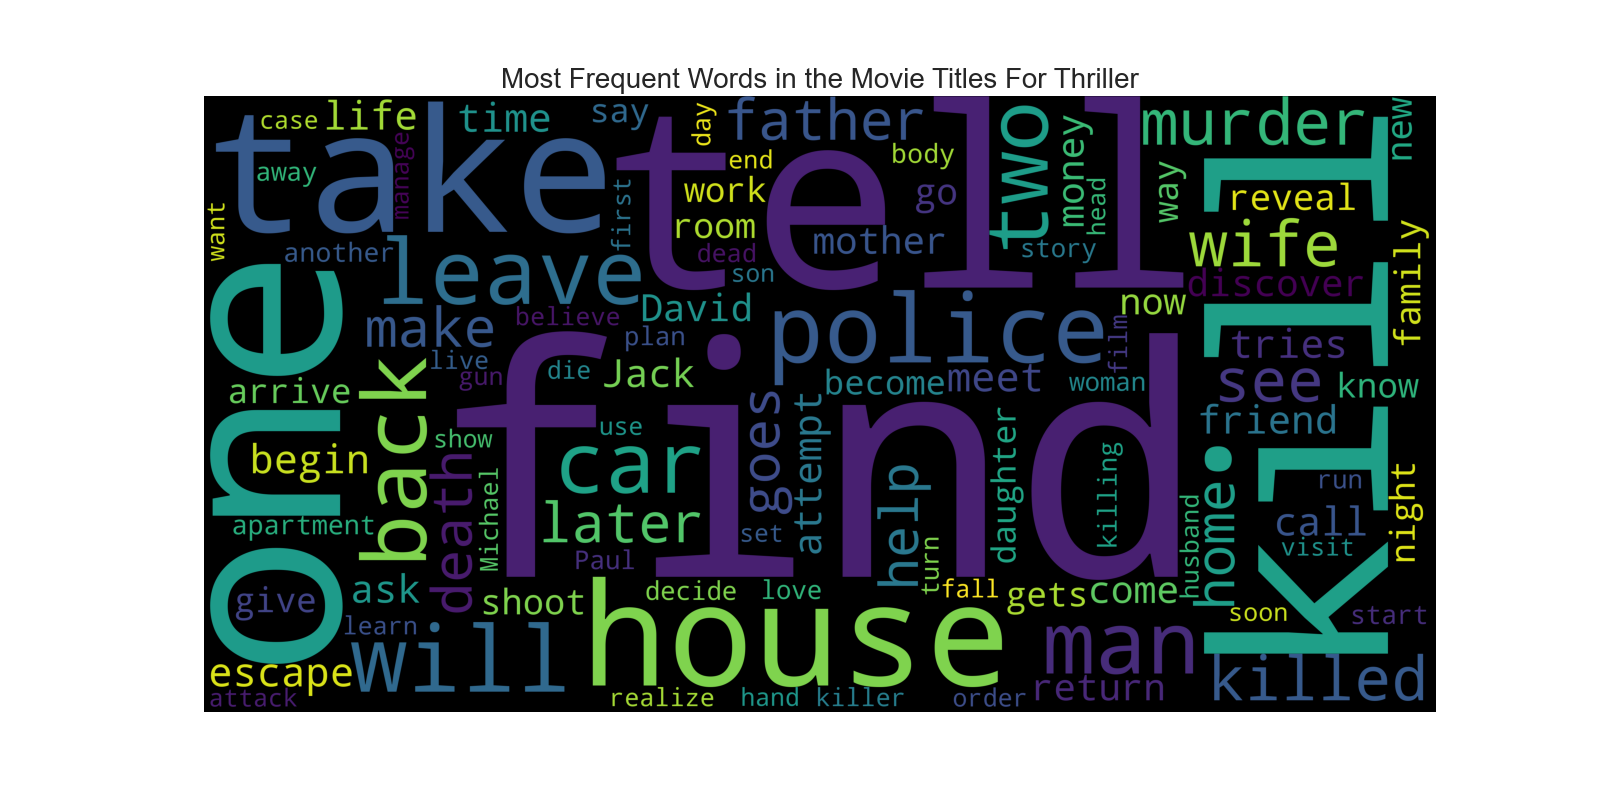 Most Frequent Words in the Movie Titles For Thriller
case life time say day father two money murder new
take tell kill
away manage end body way
want first work go head reveal
room mother story wife
another dead son discover family
leave David now
one make believe plan police film tries
live gun die Jack become meet woman see know
arrive back use goes attempt friend
begin show car daughter killing home
death Michael later set help run night
apartment Paul call visit
find
give ask shoot decide love turn fall gets come husband soon start
learn Will house man
escape return killed
attack realize hand killer order